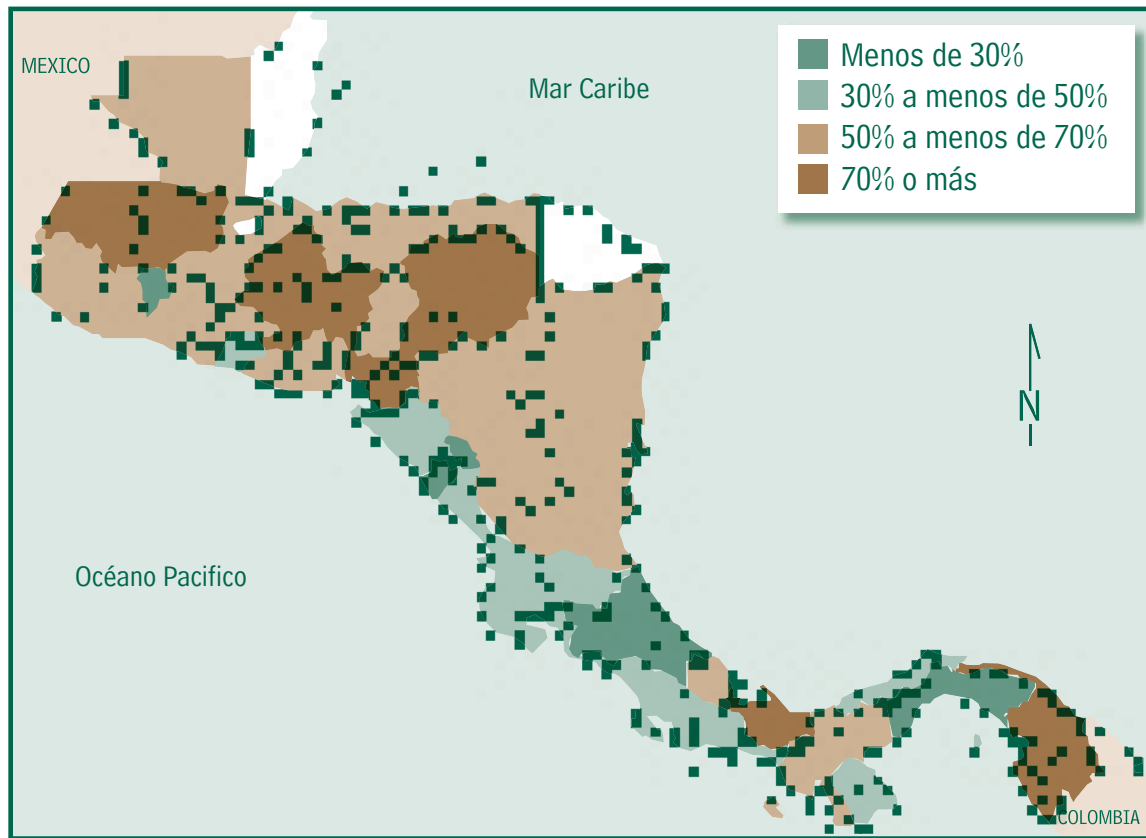 MEXICO
Mar Caribe
Menos de 30%
30% a menos de 50%
50% a menos de 70%
70% o más
N
Océano Pacifico
COLOMBIA